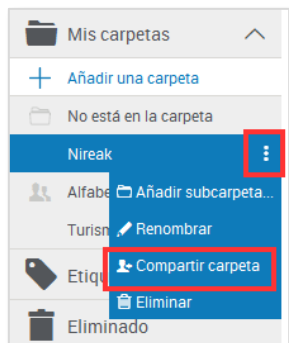 Mis carpetas
Añadir una carpeta
No está en la carpeta
Nireak
Alfabe
Añadir subcarpeta...
Turism
Renombrar
Compartir carpeta
Etiqu
Eliminar
Eliminado